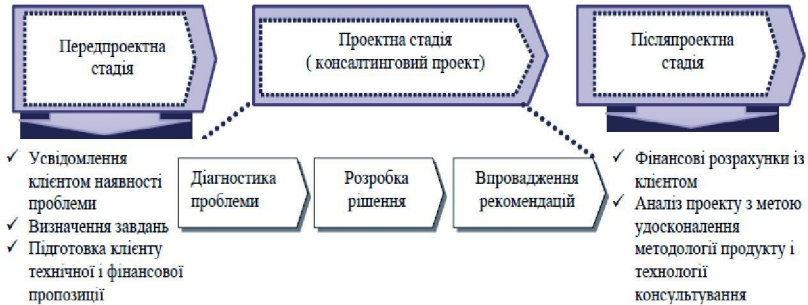 Передпроектна
стадія
Проектна стадія
( консалтинговий проект)
Післяпроектна
стадія
✓ Усвідомлення
клієнтом наявності
проблеми
✓ Визначення завдань
✓ Підготовка клієнту
технічної і фінансової
пропозиції
Діагностика
проблеми
Розробка
рішення
Впровадження
рекомендацій
✓ Фінансові розрахунки із
клієнтом
✓ Аналіз проекту з метою
удосконалення
методології продукту і
технології
консультування